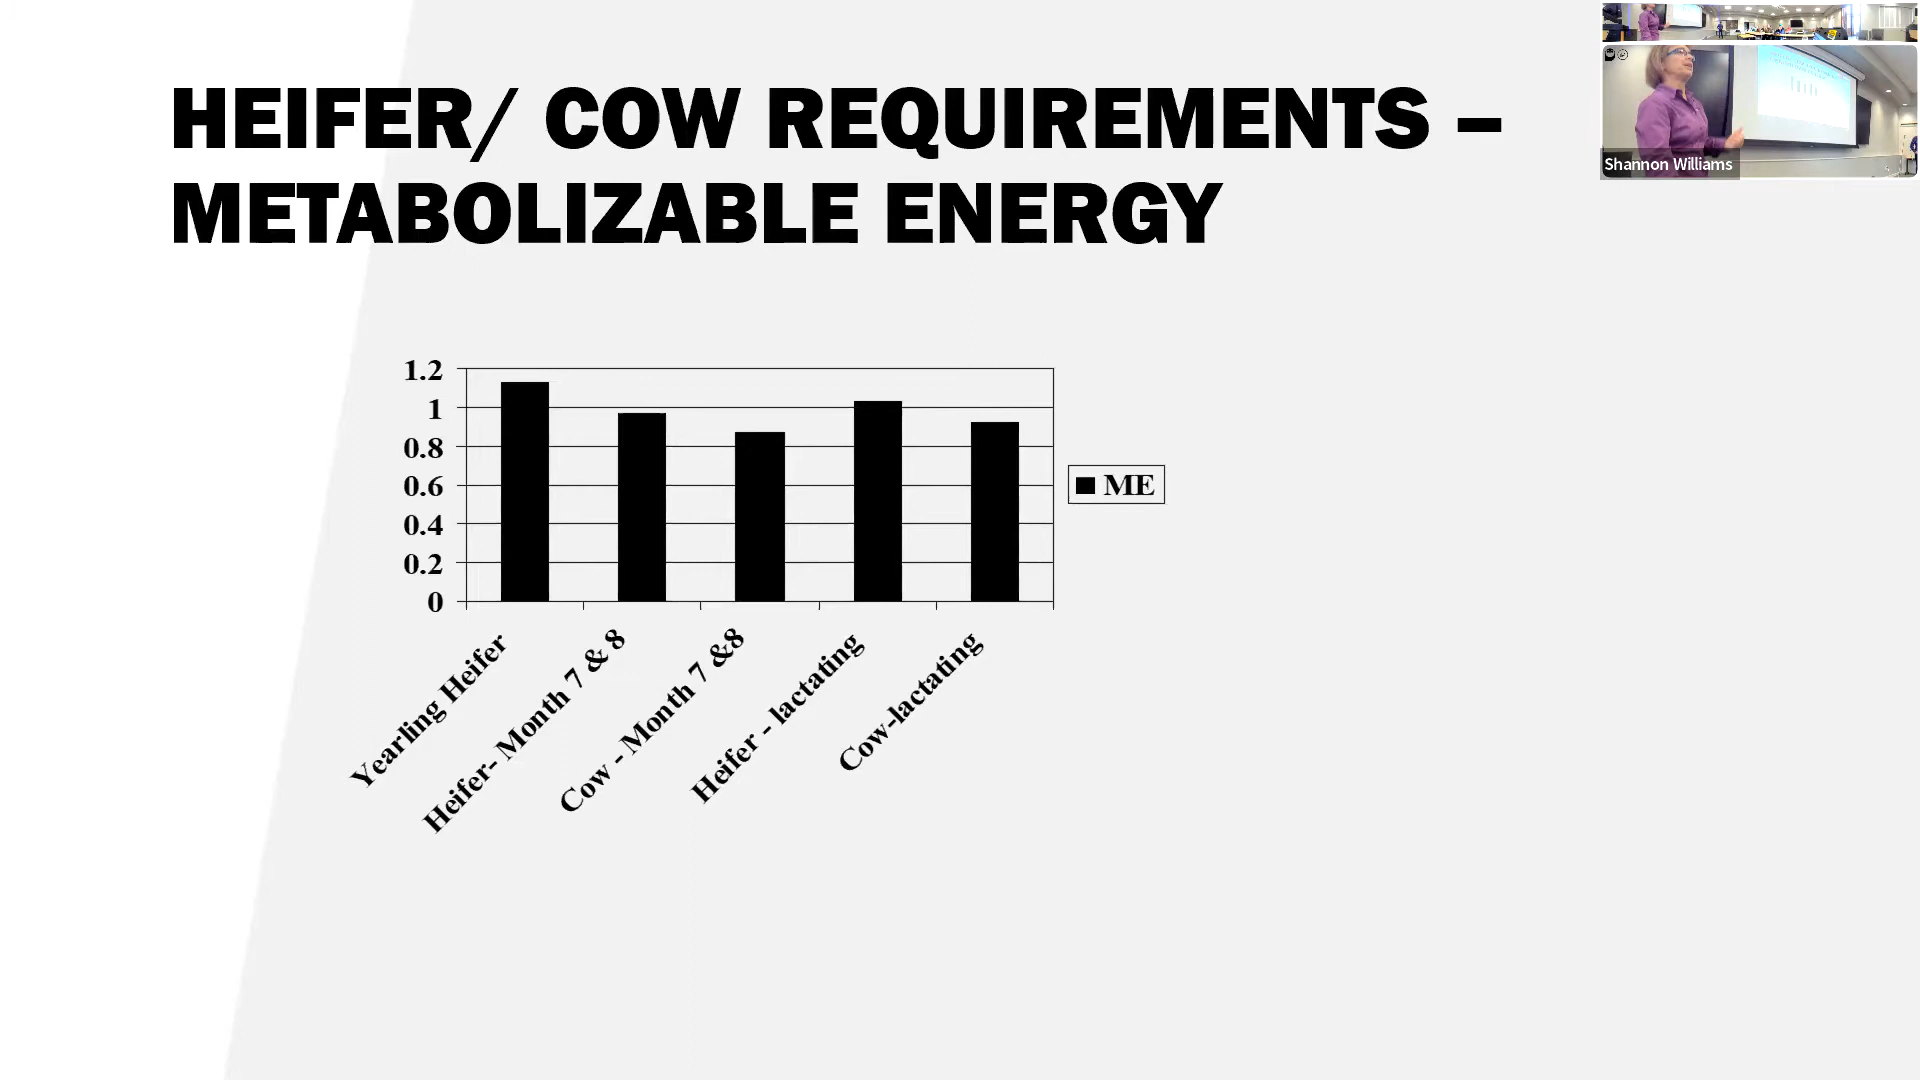 HEIFER/ COW REQUIREMENTS –
METABOLIZABLE ENERGY
Shannon Williams
1.2
1
0.8
0.6
0.4
0.2
0
ME
Yearling Heifer
Heifer- Month 7 & 8
Cow - Month 7 &8
Heifer - lactating
Cow-lactating